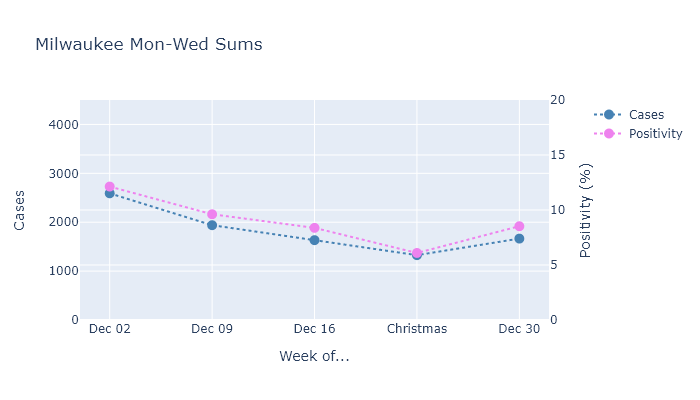 Milwaukee Mon-Wed Sums
Cases
4000
3000
2000
1000
0
20
15
10
5
0
Positivity (%)
Cases
Positivity
Dec 02
Dec 09
Dec 16
Christmas
Dec 30
Week of...